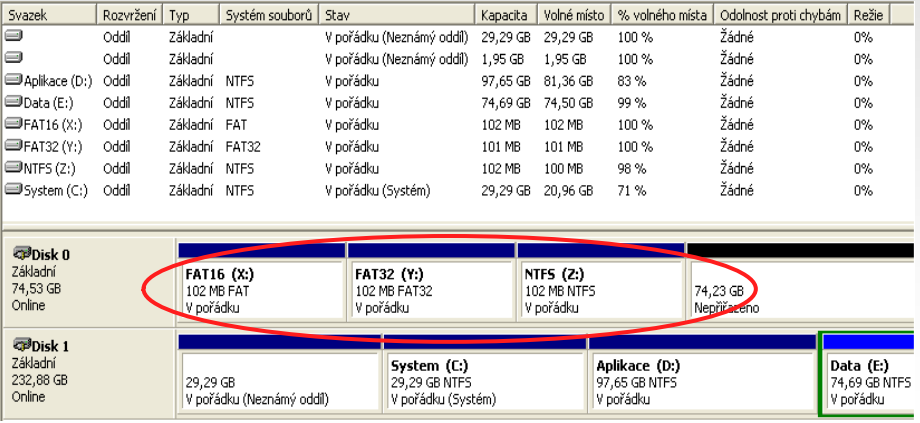 Svazek Rozvržení Typ Systém souborů Stav Kapacita Volné místo % volného místa Odolnost proti chybám Režie
Oddíl Základní V pořádku (Neznámý oddíl) 29,29 GB 29,29 GB 100 % Žádné 0%
Oddíl Základní V pořádku (Neznámý oddíl) 1,95 GB 1,95 GB 100 % Žádné 0%
Aplikace (D:) Oddíl Základní NTFS V pořádku 97,65 GB 81,36 GB 83 % Žádné 0%
Data (E:) Oddíl Základní NTFS V pořádku 74,69 GB 74,50 GB 99 % Žádné 0%
FAT16 (X:) Oddíl Základní FAT V pořádku 102 MB 102 MB 100 % Žádné 0%
FAT32 (Y:) Oddíl Základní FAT32 V pořádku 101 MB 101 MB 100 % Žádné 0%
NTFS (Z:) Oddíl Základní NTFS V pořádku 102 MB 100 MB 98 % Žádné 0%
System (C:) Oddíl Základní NTFS V pořádku (Systém) 29,29 GB 20,96 GB 71 % Žádné 0%
Disk 0
Základní
74,53 GB
Online
FAT16 (X:)
102 MB FAT
V pořádku
FAT32 (Y:)
102 MB FAT32
V pořádku
NTFS (Z:)
102 MB NTFS
V pořádku
74,23 GB
Nepřiřazeno
Disk 1
Základní
232,88 GB
Online
29,29 GB
V pořádku (Neznámý oddíl)
System (C:)
29,29 GB NTFS
V pořádku (Systém)
Aplikace (D:)
97,65 GB NTFS
V pořádku
Data (E:)
74,69 GB NTFS
V pořádku